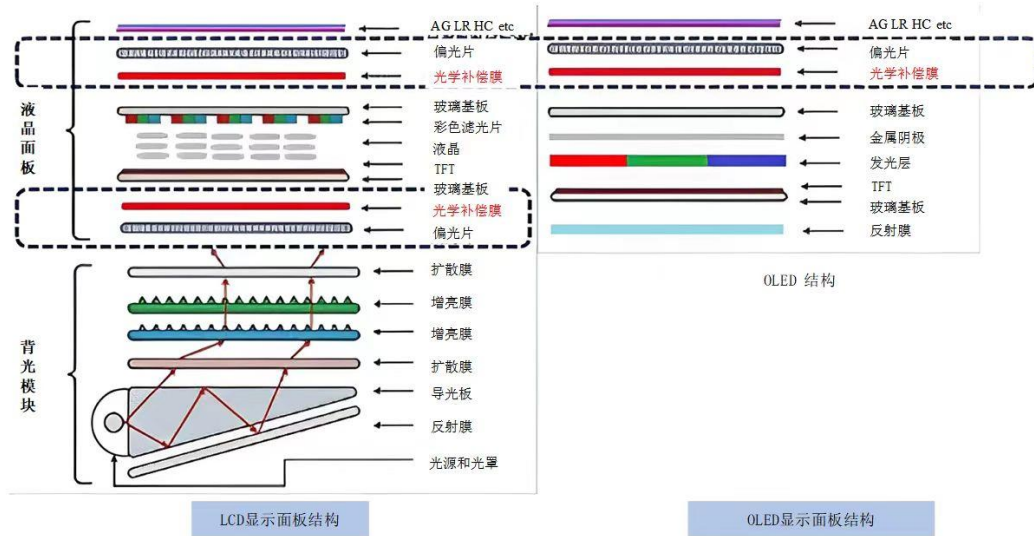 液晶面板
AG LR HC etc
偏光片
光学补偿膜
玻璃基板
彩色滤光片
液晶
TFT
玻璃基板
光学补偿膜
偏光片
背光模块
扩散膜
增亮膜
增亮膜
扩散膜
导光板
反射膜
光源和光罩
LCD显示面板结构
AG LR HC etc
偏光片
光学补偿膜
玻璃基板
金属阴极
发光层
TFT
玻璃基板
反射膜
OLED 结构
OLED显示面板结构